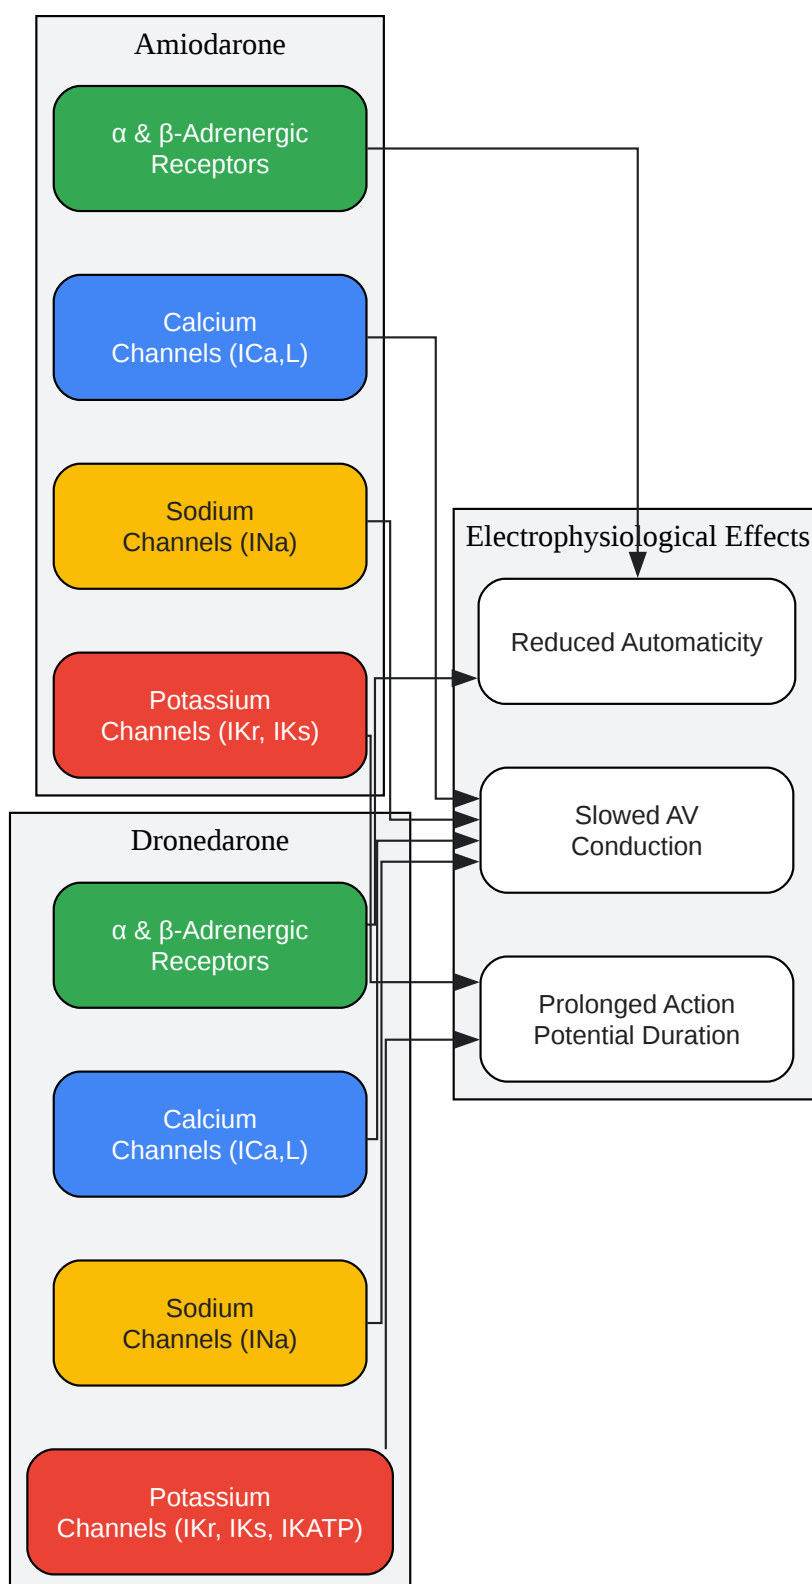 Amiodarone
α & β-Adrenergic
Receptors
Calcium
Channels (ICa,L)
Sodium
Channels (INa)
Potassium
Channels (IKr, IKs)
Dronedarone
α & β-Adrenergic
Receptors
Calcium
Channels (ICa,L)
Sodium
Channels (INa)
Potassium
Channels (IKr, IKs, IKATP)
Electrophysiological Effects
Reduced Automaticity
Slowed AV
Conduction
Prolonged Action
Potential Duration